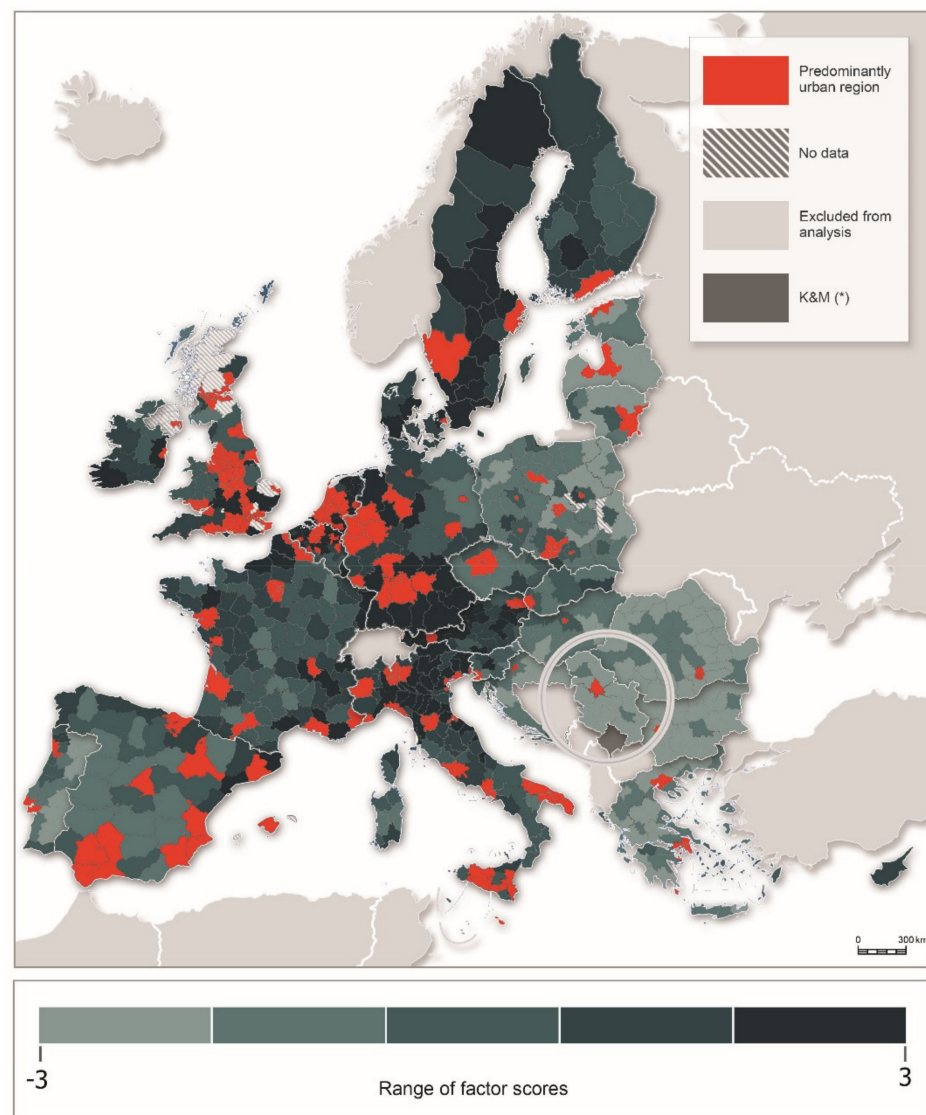 Predominantly
urban region
No data
Excluded from
analysis
K&M (*)
0 300 km
-3 3
Range of factor scores